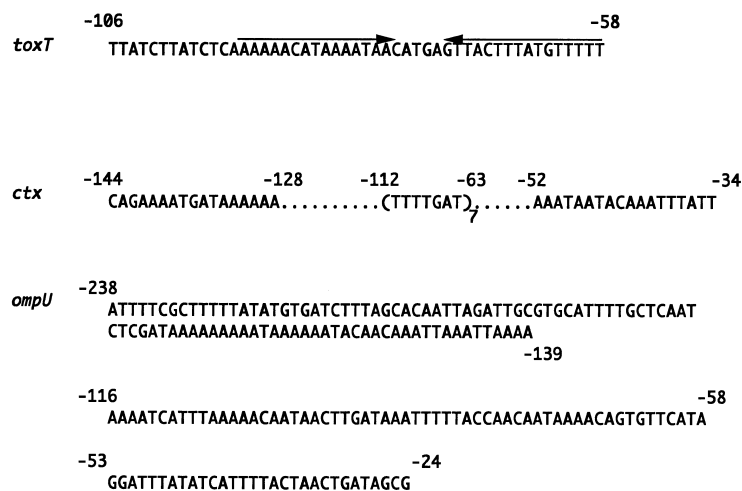 -106 -58
toxT TTATCTTATCTCAAAAAACATAAAATAACATGAGTTACTTTATGTTTTT
-144 -128 -112 -63 -52 -34
ctx CAGAAAATGATAAAAAA..........(TTTTGAT)7......AAATAATACAAATTTATT
-238
ompU ATTTTCGCTTTTTATATGTGATCTTTAGCACAATTAGATTGCGTGCATTTTGCTCAAT
CTCGATAAAAAAAAATAAAAAATACAACAAATTAAATTAAAA
-139
-116 -58
AAAATCATTTAAAAACAATAACTTGATAAATTTTTACCAACAATAAAACAGTGTTCATA
-53 -24
GGATTTATATCATTTTACTAACTGATAGCG